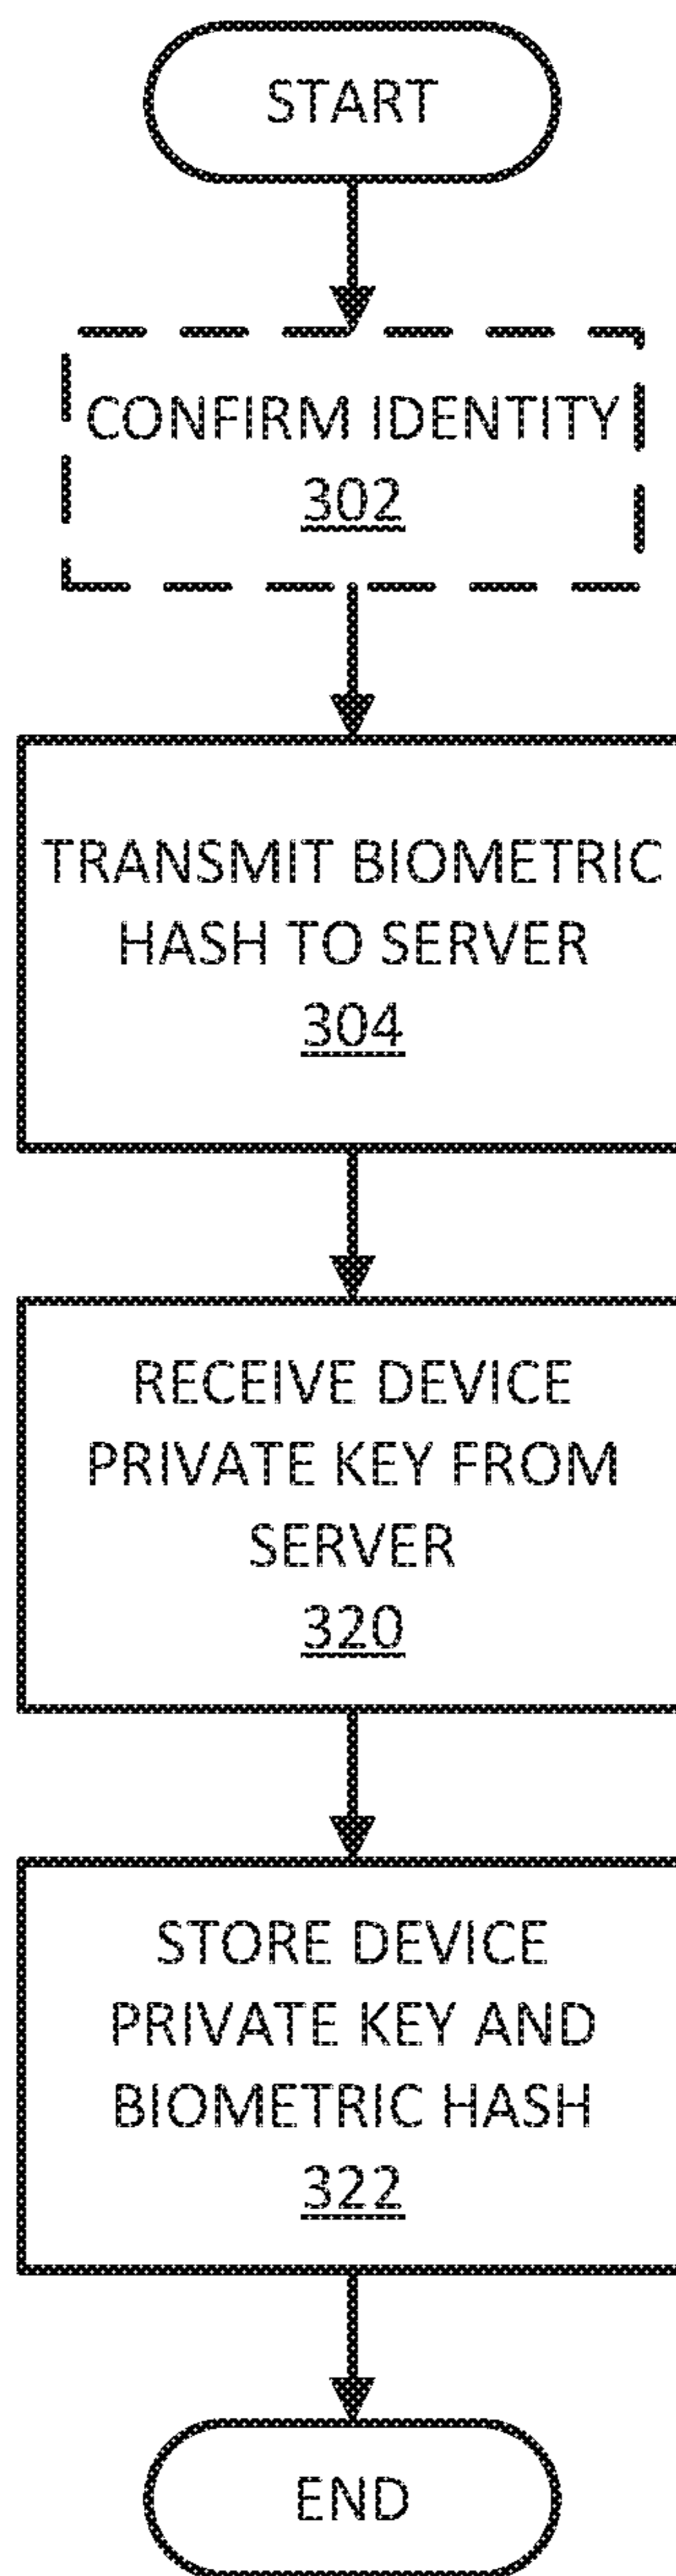 START
CONFIRM IDENTITY
302
TRANSMIT BIOMETRIC
HASH TO SERVER
304
RECEIVE DEVICE
PRIVATE KEY FROM
SERVER
320
STORE DEVICE
PRIVATE KEY AND
BIOMETRIC HASH
322
END